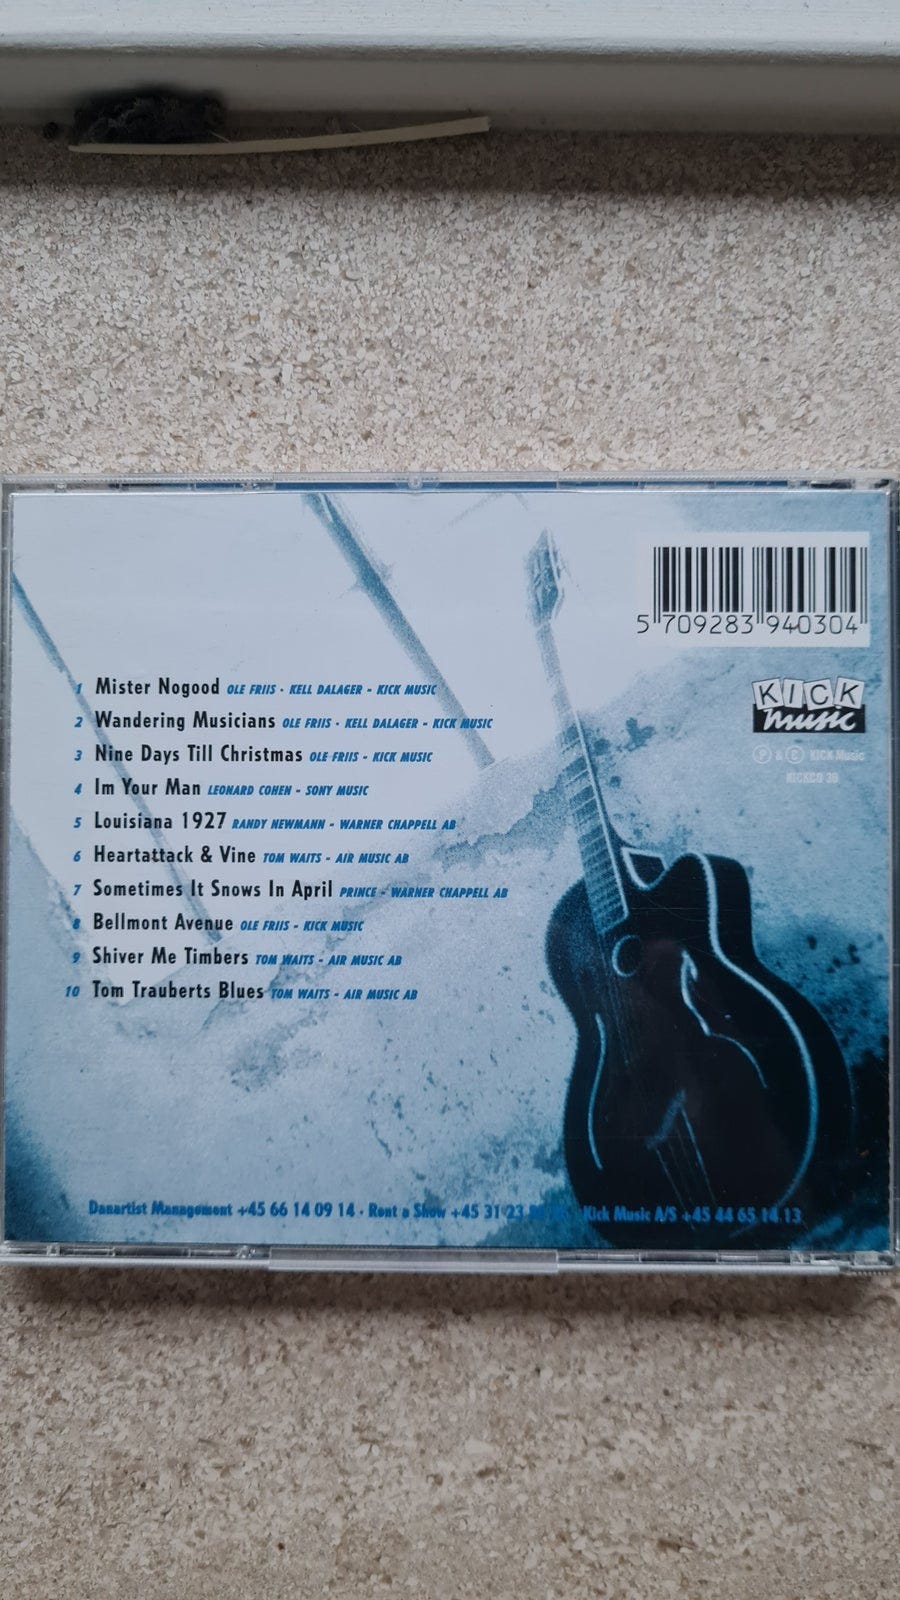 5 709283 940304
KICK
music
P & C KICK Music
KICKCD 30
1 Mister Nogood OLE FRIIS - KELL DALAGER - KICK MUSIC
2 Wandering Musicians OLE FRIIS - KELL DALAGER - KICK MUSIC
3 Nine Days Till Christmas OLE FRIIS - KICK MUSIC
4 Im Your Man LEONARD COHEN - SONY MUSIC
5 Louisiana 1927 RANDY NEWMANN - WARNER CHAPPELL AB
6 Heartattack & Vine TOM WAITS - AIR MUSIC AB
7 Sometimes It Snows In April PRINCE - WARNER CHAPPELL AB
8 Bellmont Avenue OLE FRIIS - KICK MUSIC
9 Shiver Me Timbers TOM WAITS - AIR MUSIC AB
10 Tom Trauberts Blues TOM WAITS - AIR MUSIC AB
Danartist Management +45 66 14 09 14 · Rent a Show +45 31 23 Kick Music A/S +45 44 65 14 13